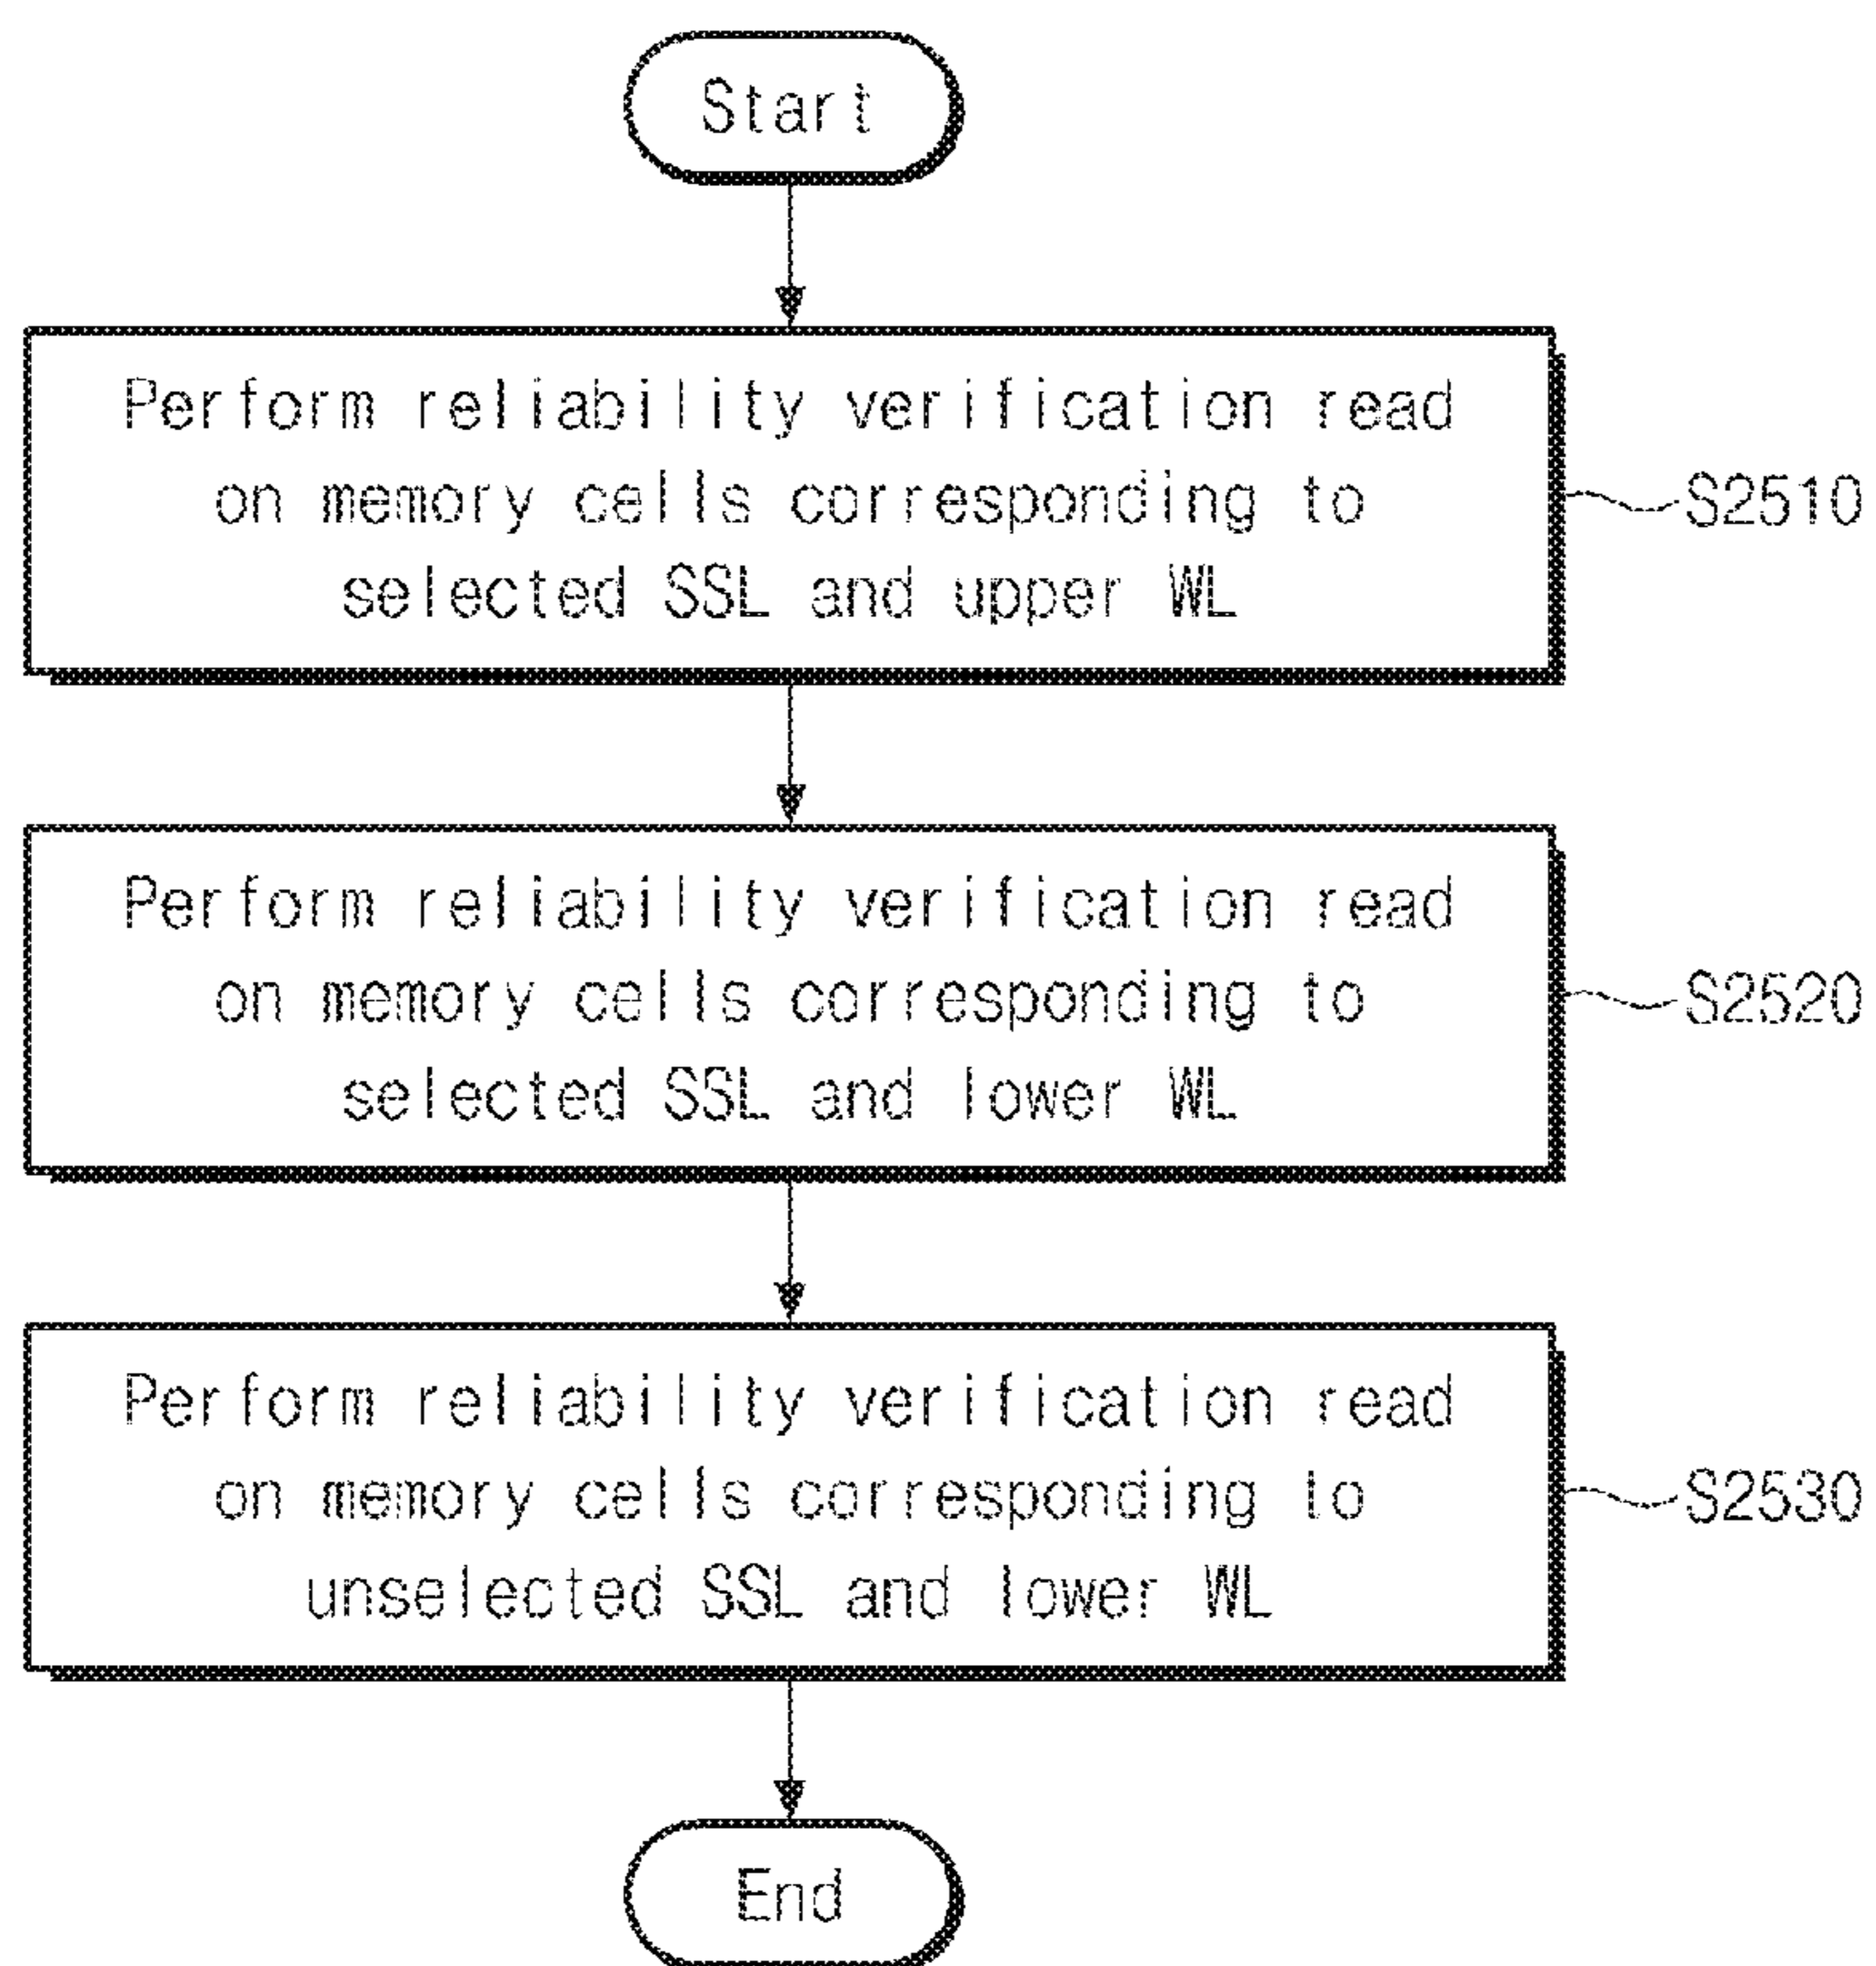 Start
Perform reliability verification read
on memory cells corresponding to
selected SSL and upper WL
S2510
Perform reliability verification read
on memory cells corresponding to
selected SSL and lower WL
S2520
Perform reliability verification read
on memory cells corresponding to
unselected SSL and lower WL
S2530
End